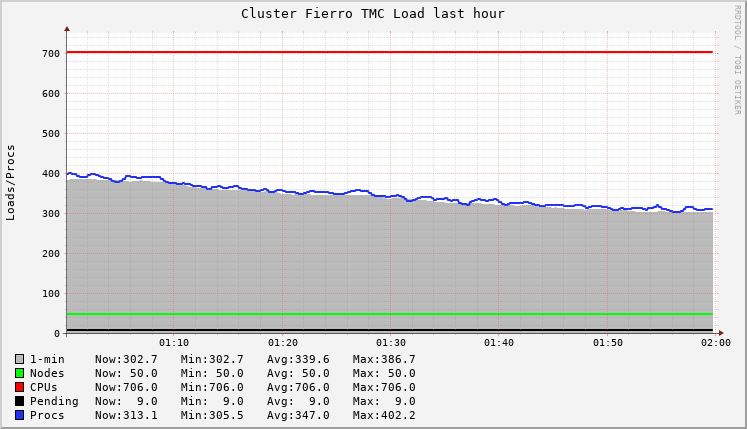 Cluster Fierro TMC Load last hour
RRDTOOL / TOBI OETIKER
Loads/Procs
700
600
500
400
300
200
100
0
01:10 01:20 01:30 01:40 01:50 02:00
1-min Now:302.7 Min:302.7 Avg:339.6 Max:386.7
Nodes Now: 50.0 Min: 50.0 Avg: 50.0 Max: 50.0
CPUs Now:706.0 Min:706.0 Avg:706.0 Max:706.0
Pending Now: 9.0 Min: 9.0 Avg: 9.0 Max: 9.0
Procs Now:313.1 Min:305.5 Avg:347.0 Max:402.2